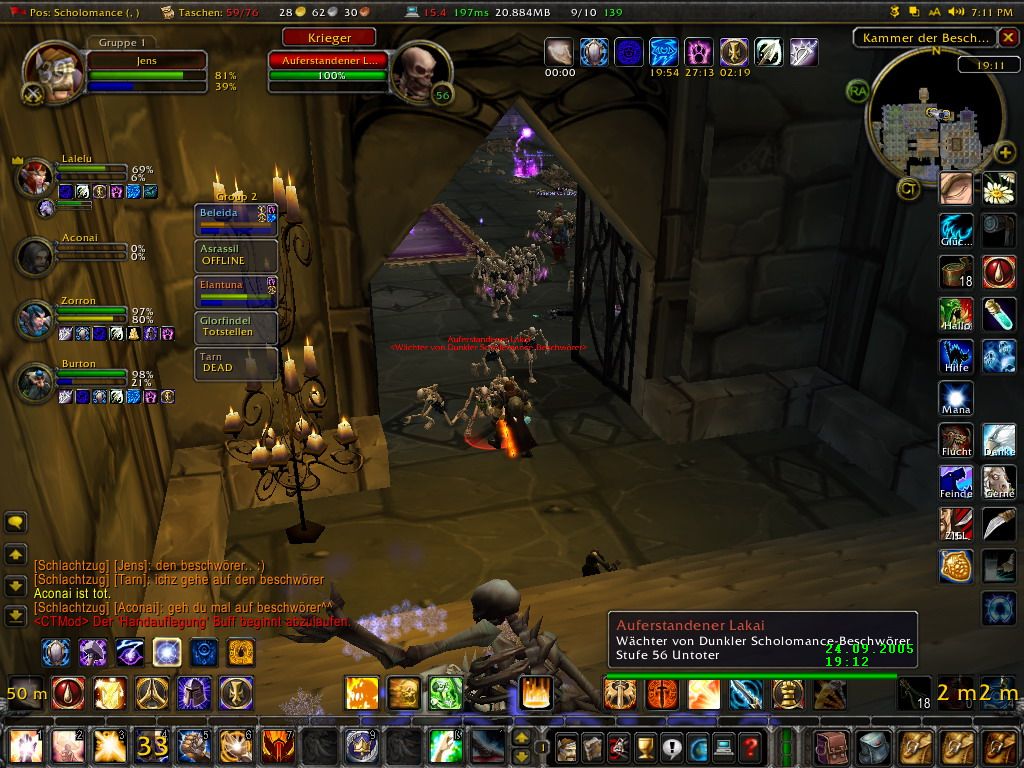 Pos: Scholomance (, )
Taschen: 59/76
28 62 30
15.4 197ms 20.884MB
9/10 139
7:11 PM
Krieger
Kammer der Besch...
Gruppe 1
Jens
81%
39%
Auferstandener L...
100%
56
00:00
19:54 27:13 02:19
N
19:11
RA
CT
Lalelu
69%
6%
Aconai
0%
0%
Zorron
97%
80%
Burton
98%
21%
Group 2
Beleida
Asrassil
OFFLINE
Elantuna
Glorfindel
Totstellen
Tarn
DEAD
Auferstandener Lakai
<Wächter von Dunkler Scholomance-Beschwörer>
Glüc...
18
Hallo
Hilfe
Mana
Flucht
Danke
Feinde
Gerne
ZIEL
[Schlachtzug] [Jens]: den beschwörer.. :)
[Schlachtzug] [Tarn]: ichz gehe auf den beschwörer
Aconai ist tot.
[Schlachtzug] [Aconai]: geh du mal auf beschwörer^^
<CTMod> Der 'Handauflegung' Buff beginnt abzulaufen.
Auferstandener Lakai
Wächter von Dunkler Scholomance-Beschwörer
Stufe 56 Untoter
24.09.2005
19:12
50 m
18
2 m
2 m
33